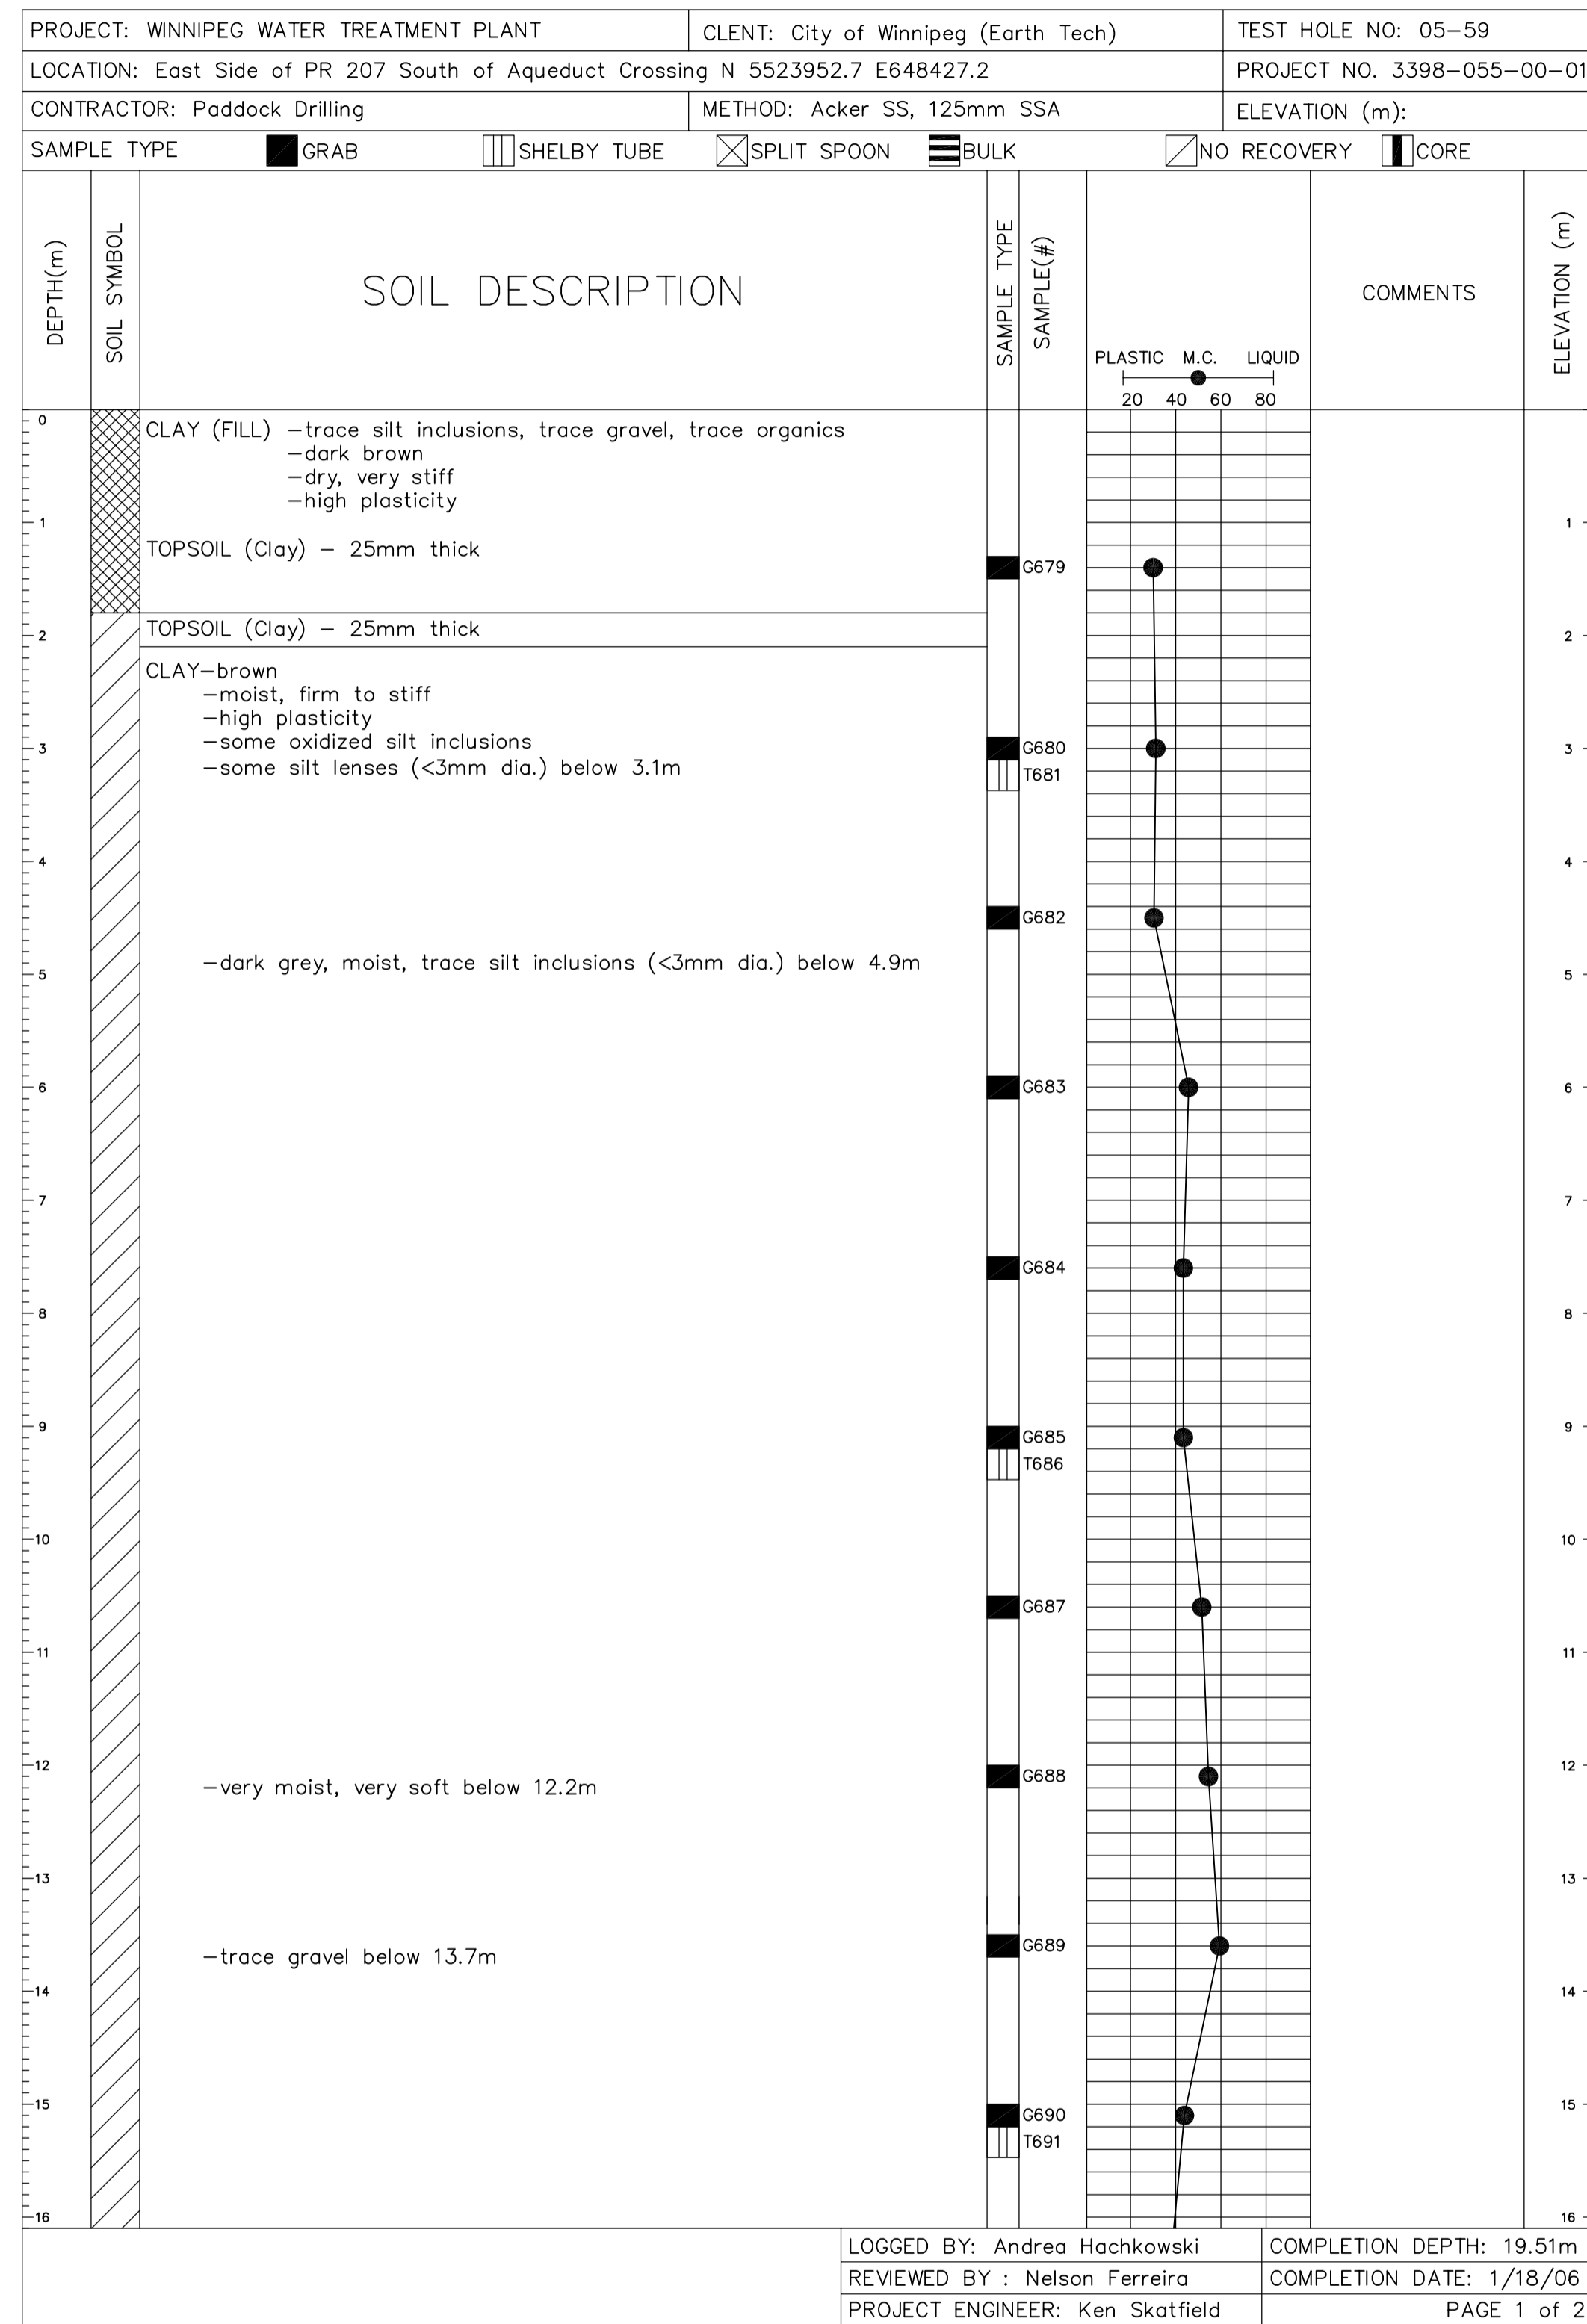 PROJECT: WINNIPEG WATER TREATMENT PLANT
CLENT: City of Winnipeg (Earth Tech)
TEST HOLE NO: 05-59
LOCATION: East Side of PR 207 South of Aqueduct Crossing N 5523952.7 E648427.2
PROJECT NO. 3398-055-00-01
CONTRACTOR: Paddock Drilling
METHOD: Acker SS, 125mm SSA
ELEVATION (m):
SAMPLE TYPE GRAB SHELBY TUBE SPLIT SPOON BULK NO RECOVERY CORE
DEPTH(m)
SOIL SYMBOL
SOIL DESCRIPTION
SAMPLE TYPE
SAMPLE(#)
PLASTIC M.C. LIQUID
20 40 60 80
COMMENTS
ELEVATION (m)
0
CLAY (FILL) -trace silt inclusions, trace gravel, trace organics
-dark brown
-dry, very stiff
-high plasticity
1 1
TOPSOIL (Clay) - 25mm thick
G679
TOPSOIL (Clay) - 25mm thick
2 2
CLAY-brown
-moist, firm to stiff
-high plasticity
-some oxidized silt inclusions
3 G680 3
-some silt lenses (<3mm dia.) below 3.1m
T681
4 4
G682
-dark grey, moist, trace silt inclusions (<3mm dia.) below 4.9m
5 5
6 G683 6
7 7
G684
8 8
9 9
G685
T686
10 10
G687
11 11
12 12
G688
-very moist, very soft below 12.2m
13 13
G689
-trace gravel below 13.7m
14 14
15 15
G690
T691
16 16
LOGGED BY: Andrea Hachkowski
COMPLETION DEPTH: 19.51m
REVIEWED BY : Nelson Ferreira
COMPLETION DATE: 1/18/06
PROJECT ENGINEER: Ken Skatfield
PAGE 1 of 2